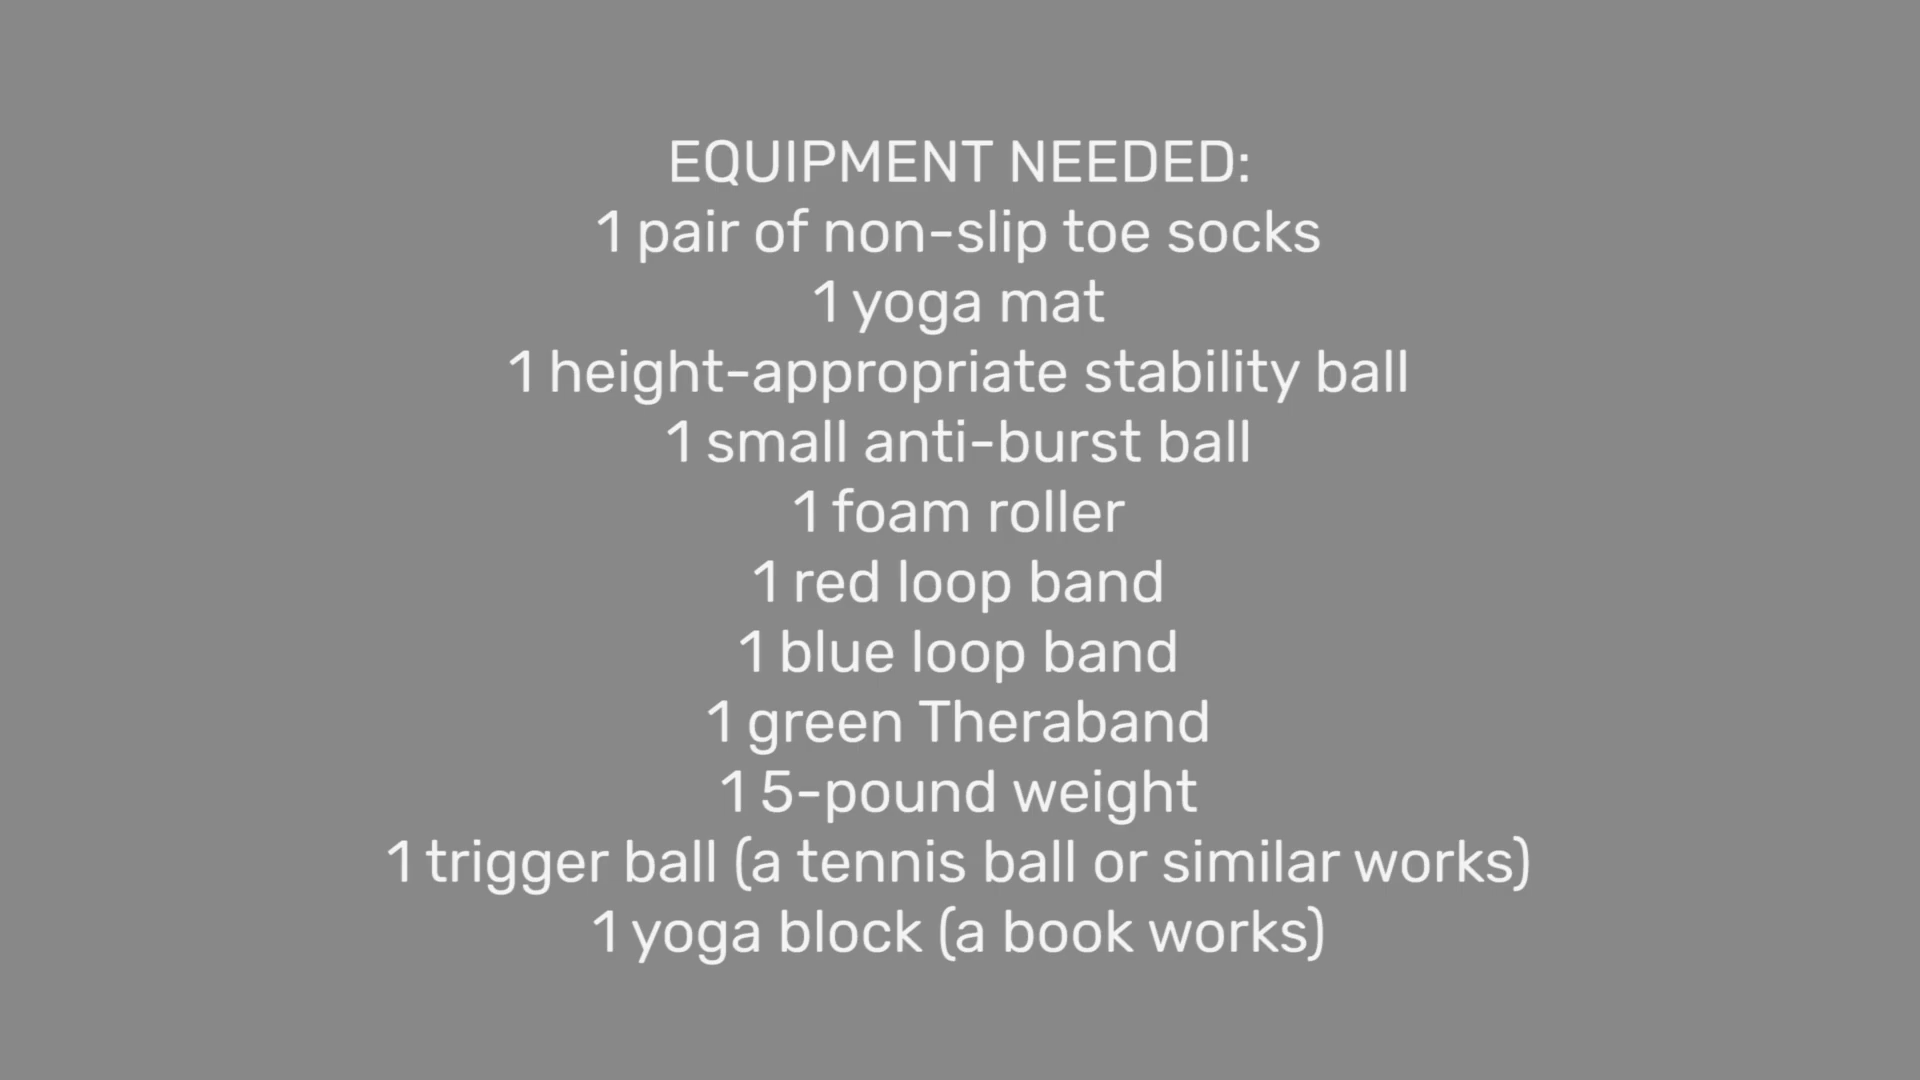 EQUIPMENT NEEDED:
1 pair of non-slip toe socks
1 yoga mat
1 height-appropriate stability ball
1 small anti-burst ball
1 foam roller
1 red loop band
1 blue loop band
1 green Theraband
1 5-pound weight
1 trigger ball (a tennis ball or similar works)
1 yoga block (a book works)